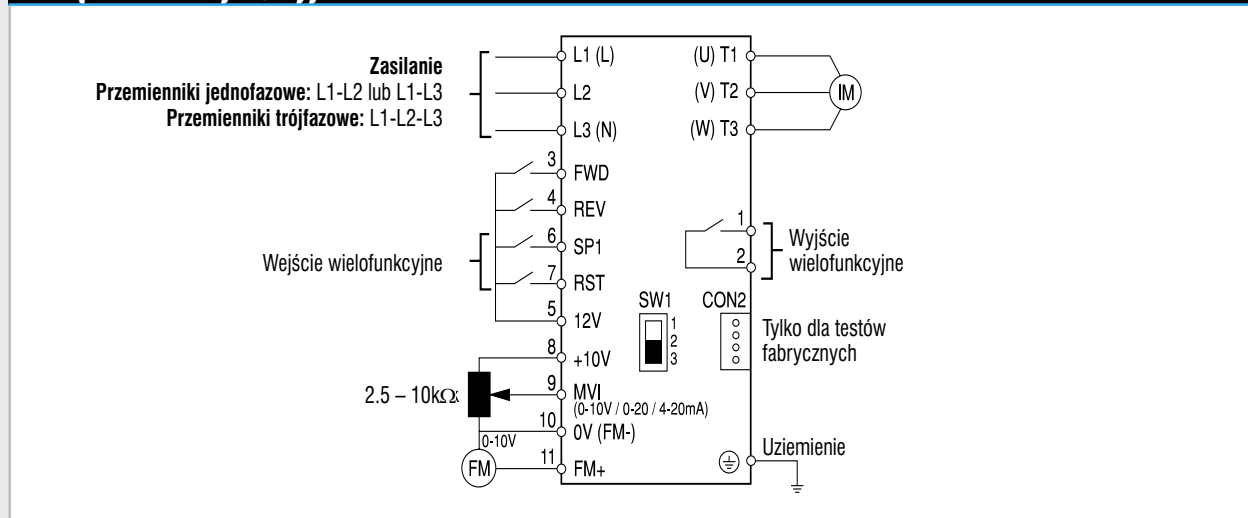 Zasilanie
Przemienniki jednofazowe: L1-L2 lub L1-L3
Przemienniki trójfazowe: L1-L2-L3
L1 (L)
L2
L3 (N)
(U) T1
(V) T2
(W) T3
IM
3 FWD
4 REV
6 SP1
7 RST
5 12V
Wejście wielofunkcyjne
1
2
Wyjście
wielofunkcyjne
SW1
1
2
3
CON2
Tylko dla testów
fabrycznych
8 +10V
9 MVI
(0-10V / 0-20 / 4-20mA)
10 0V (FM-)
11 FM+
2.5 – 10kΩ
0-10V
FM
Uziemienie